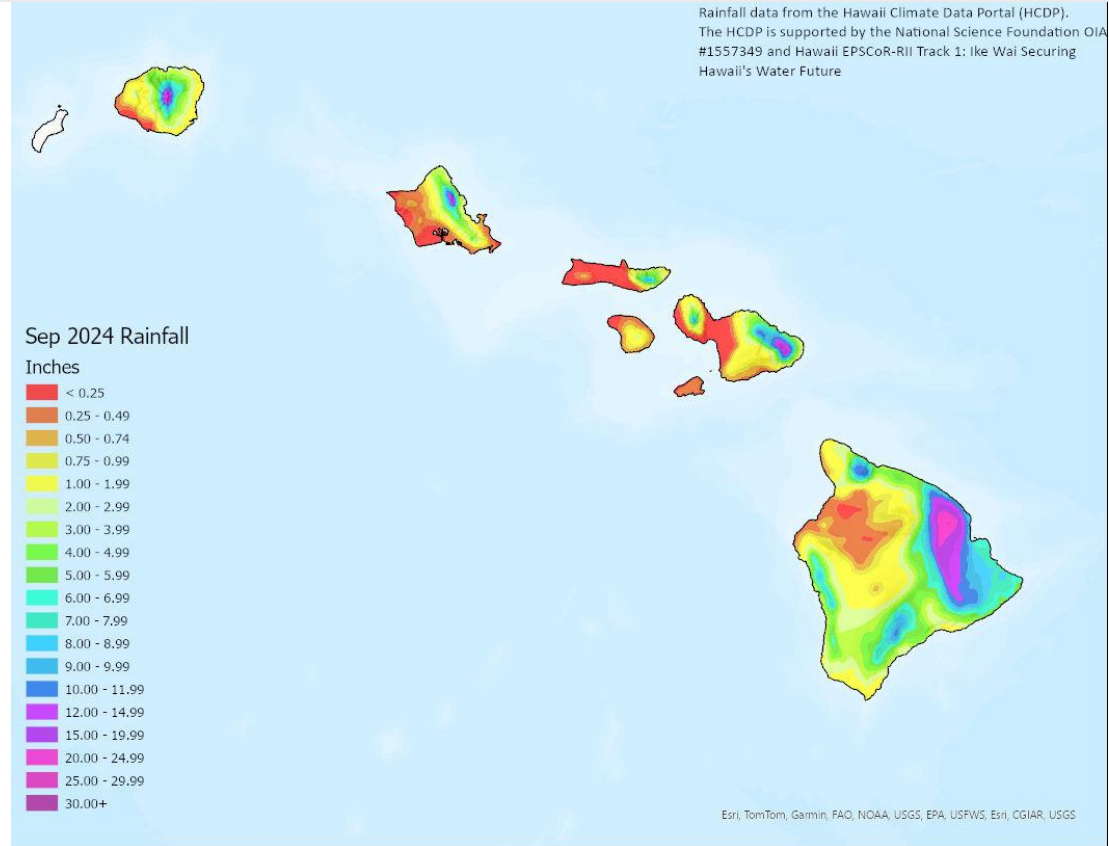 Rainfall data from the Hawaii Climate Data Portal (HCDP).
The HCDP is supported by the National Science Foundation OIA
#1557349 and Hawaii EPSCoR-RII Track 1: Ike Wai Securing
Hawaii's Water Future
Sep 2024 Rainfall
Inches
< 0.25
0.25 - 0.49
0.50 - 0.74
0.75 - 0.99
1.00 - 1.99
2.00 - 2.99
3.00 - 3.99
4.00 - 4.99
5.00 - 5.99
6.00 - 6.99
7.00 - 7.99
8.00 - 8.99
9.00 - 9.99
10.00 - 11.99
12.00 - 14.99
15.00 - 19.99
20.00 - 24.99
25.00 - 29.99
30.00+
Esri, TomTom, Garmin, FAO, NOAA, USGS, EPA, USFWS, Esri, CGIAR, USGS